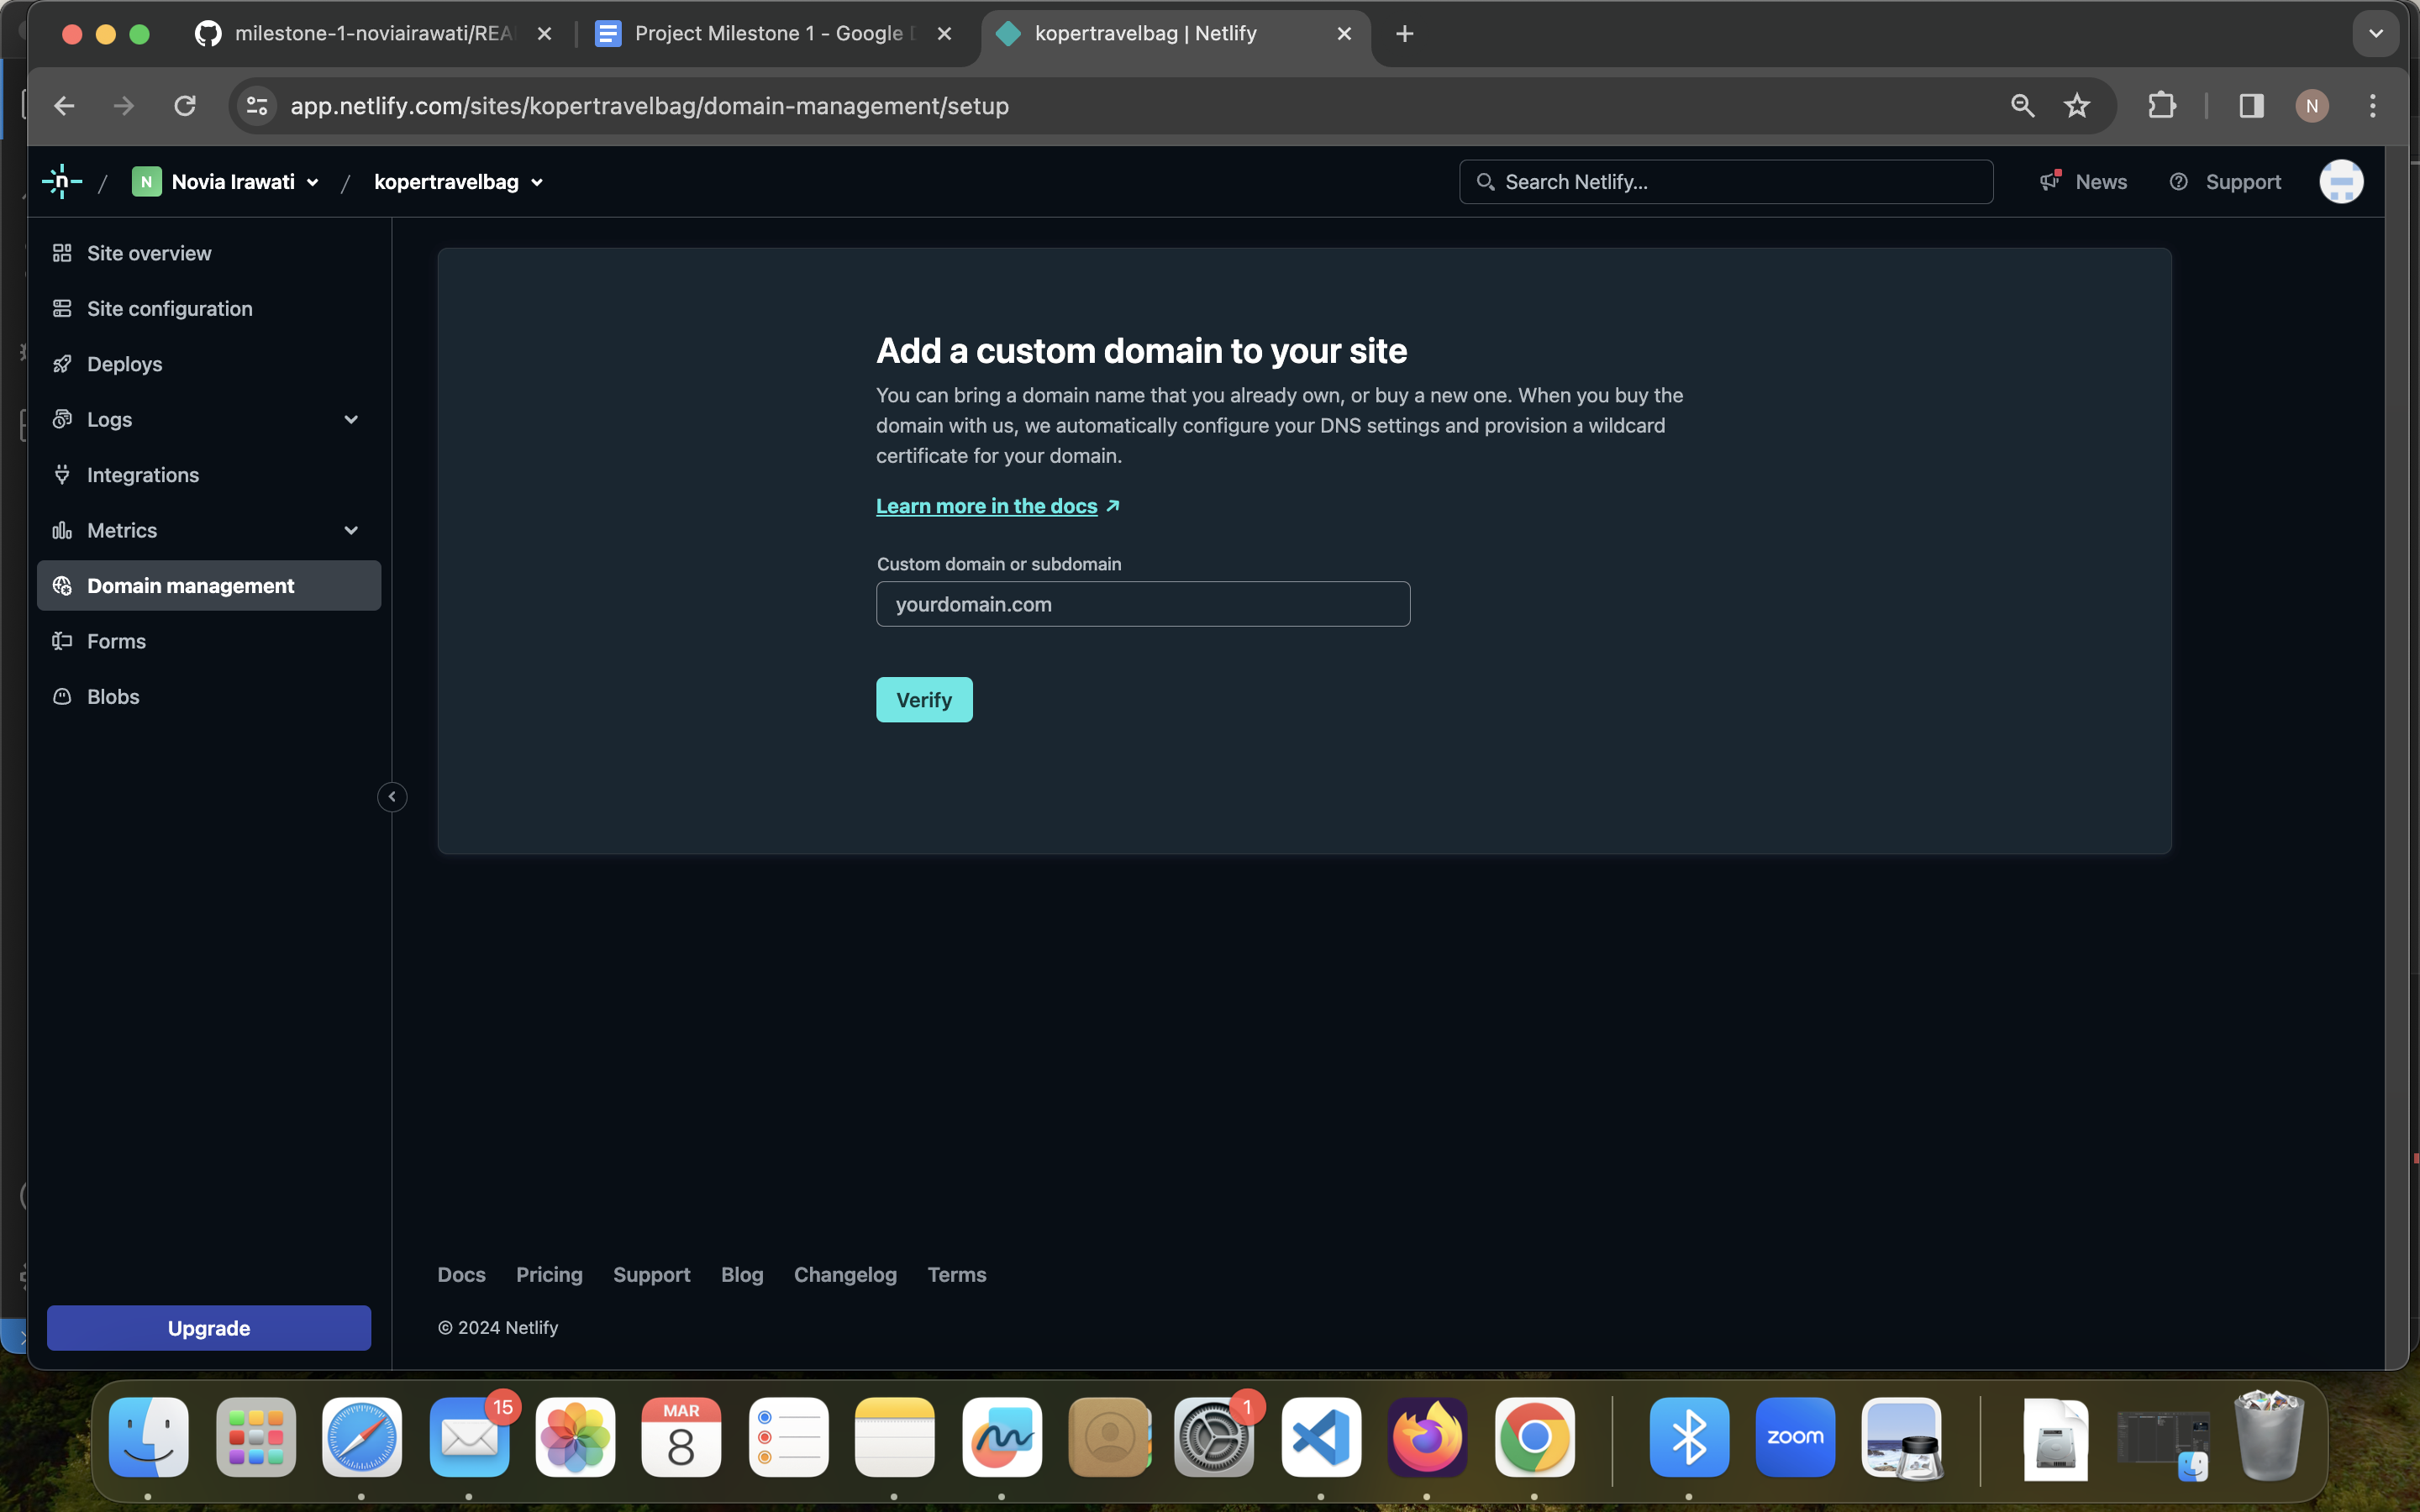 milestone-1-noviairawati/REA
Project Milestone 1 - Google D
kopertravelbag | Netlify
app.netlify.com/sites/kopertravelbag/domain-management/setup
N
n
/
N
Novia Irawati
/
kopertravelbag
Search Netlify...
News
Support
Site overview
Site configuration
Deploys
Logs
Integrations
Metrics
Domain management
Forms
Blobs
Upgrade
Add a custom domain to your site
You can bring a domain name that you already own, or buy a new one. When you buy the
domain with us, we automatically configure your DNS settings and provision a wildcard
certificate for your domain.
Learn more in the docs
Custom domain or subdomain
yourdomain.com
Verify
Docs Pricing Support Blog Changelog Terms
© 2024 Netlify
15
MAR
8
1
zoom